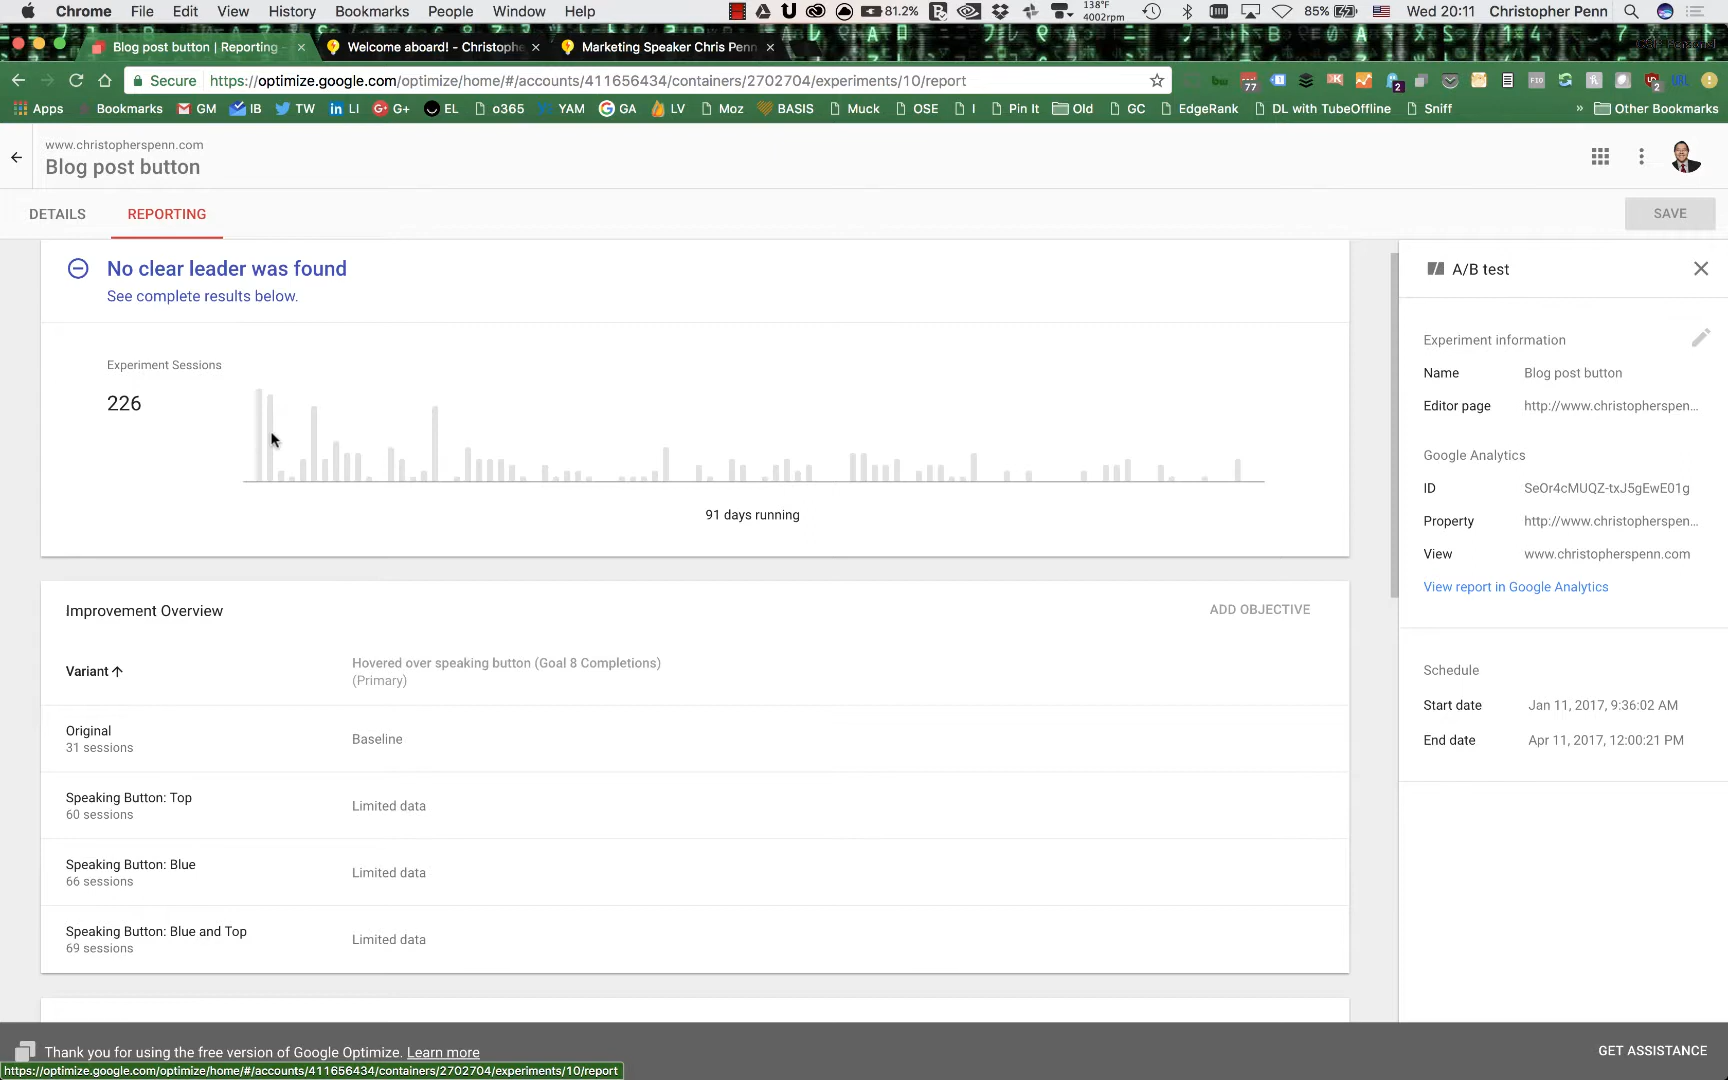 Chrome File Edit View History Bookmarks People Window Help 81.2% 138°F 4002rpm 85% Wed 20:11 Christopher Penn
Blog post button | Reporting - Welcome aboard! - Christophe Marketing Speaker Chris Penn
Secure https://optimize.google.com/optimize/home/#/accounts/411656434/containers/2702704/experiments/10/report
Apps Bookmarks GM IB TW LI G+ EL o365 YAM GA LV Moz BASIS Muck OSE I Pin It Old GC EdgeRank DL with TubeOffline Sniff » Other Bookmarks
www.christopherspenn.com
Blog post button
DETAILS REPORTING SAVE
No clear leader was found
See complete results below.
Experiment Sessions
226
91 days running
Improvement Overview ADD OBJECTIVE
Variant Hovered over speaking button (Goal 8 Completions)
(Primary)
Original
31 sessions
Baseline
Speaking Button: Top
60 sessions
Limited data
Speaking Button: Blue
66 sessions
Limited data
Speaking Button: Blue and Top
69 sessions
Limited data
A/B test
Experiment information
Name Blog post button
Editor page http://www.christopherspen...
Google Analytics
ID SeOr4cMUQZ-txJ5gEwE01g
Property http://www.christopherspen...
View www.christopherspenn.com
View report in Google Analytics
Schedule
Start date Jan 11, 2017, 9:36:02 AM
End date Apr 11, 2017, 12:00:21 PM
Thank you for using the free version of Google Optimize. Learn more GET ASSISTANCE
https://optimize.google.com/optimize/home/#/accounts/411656434/containers/2702704/experiments/10/report